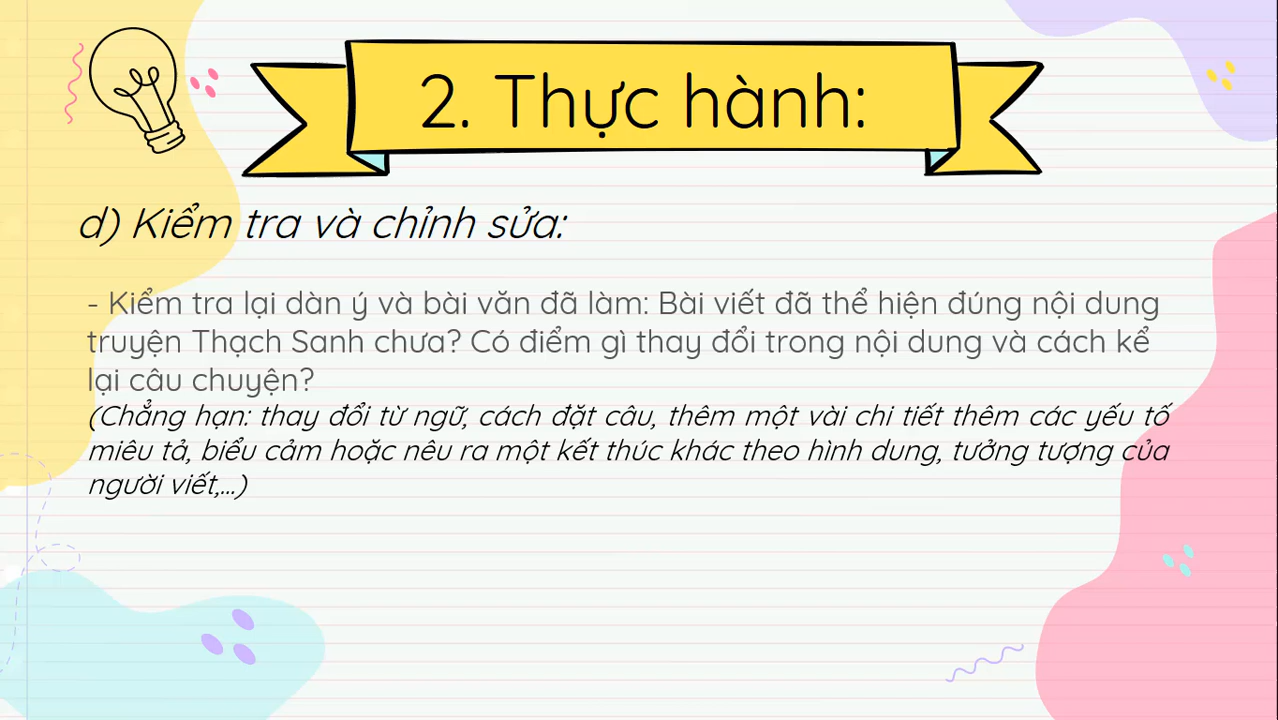 2. Thực hành:
d) Kiểm tra và chỉnh sửa:
- Kiểm tra lại dàn ý và bài văn đã làm: Bài viết đã thể hiện đúng nội dung
truyện Thạch Sanh chưa? Có điểm gì thay đổi trong nội dung và cách kể
lại câu chuyện?
(Chẳng hạn: thay đổi từ ngữ, cách đặt câu, thêm một vài chi tiết thêm các yếu tố
miêu tả, biểu cảm hoặc nêu ra một kết thúc khác theo hình dung, tưởng tượng của
người viết,...)